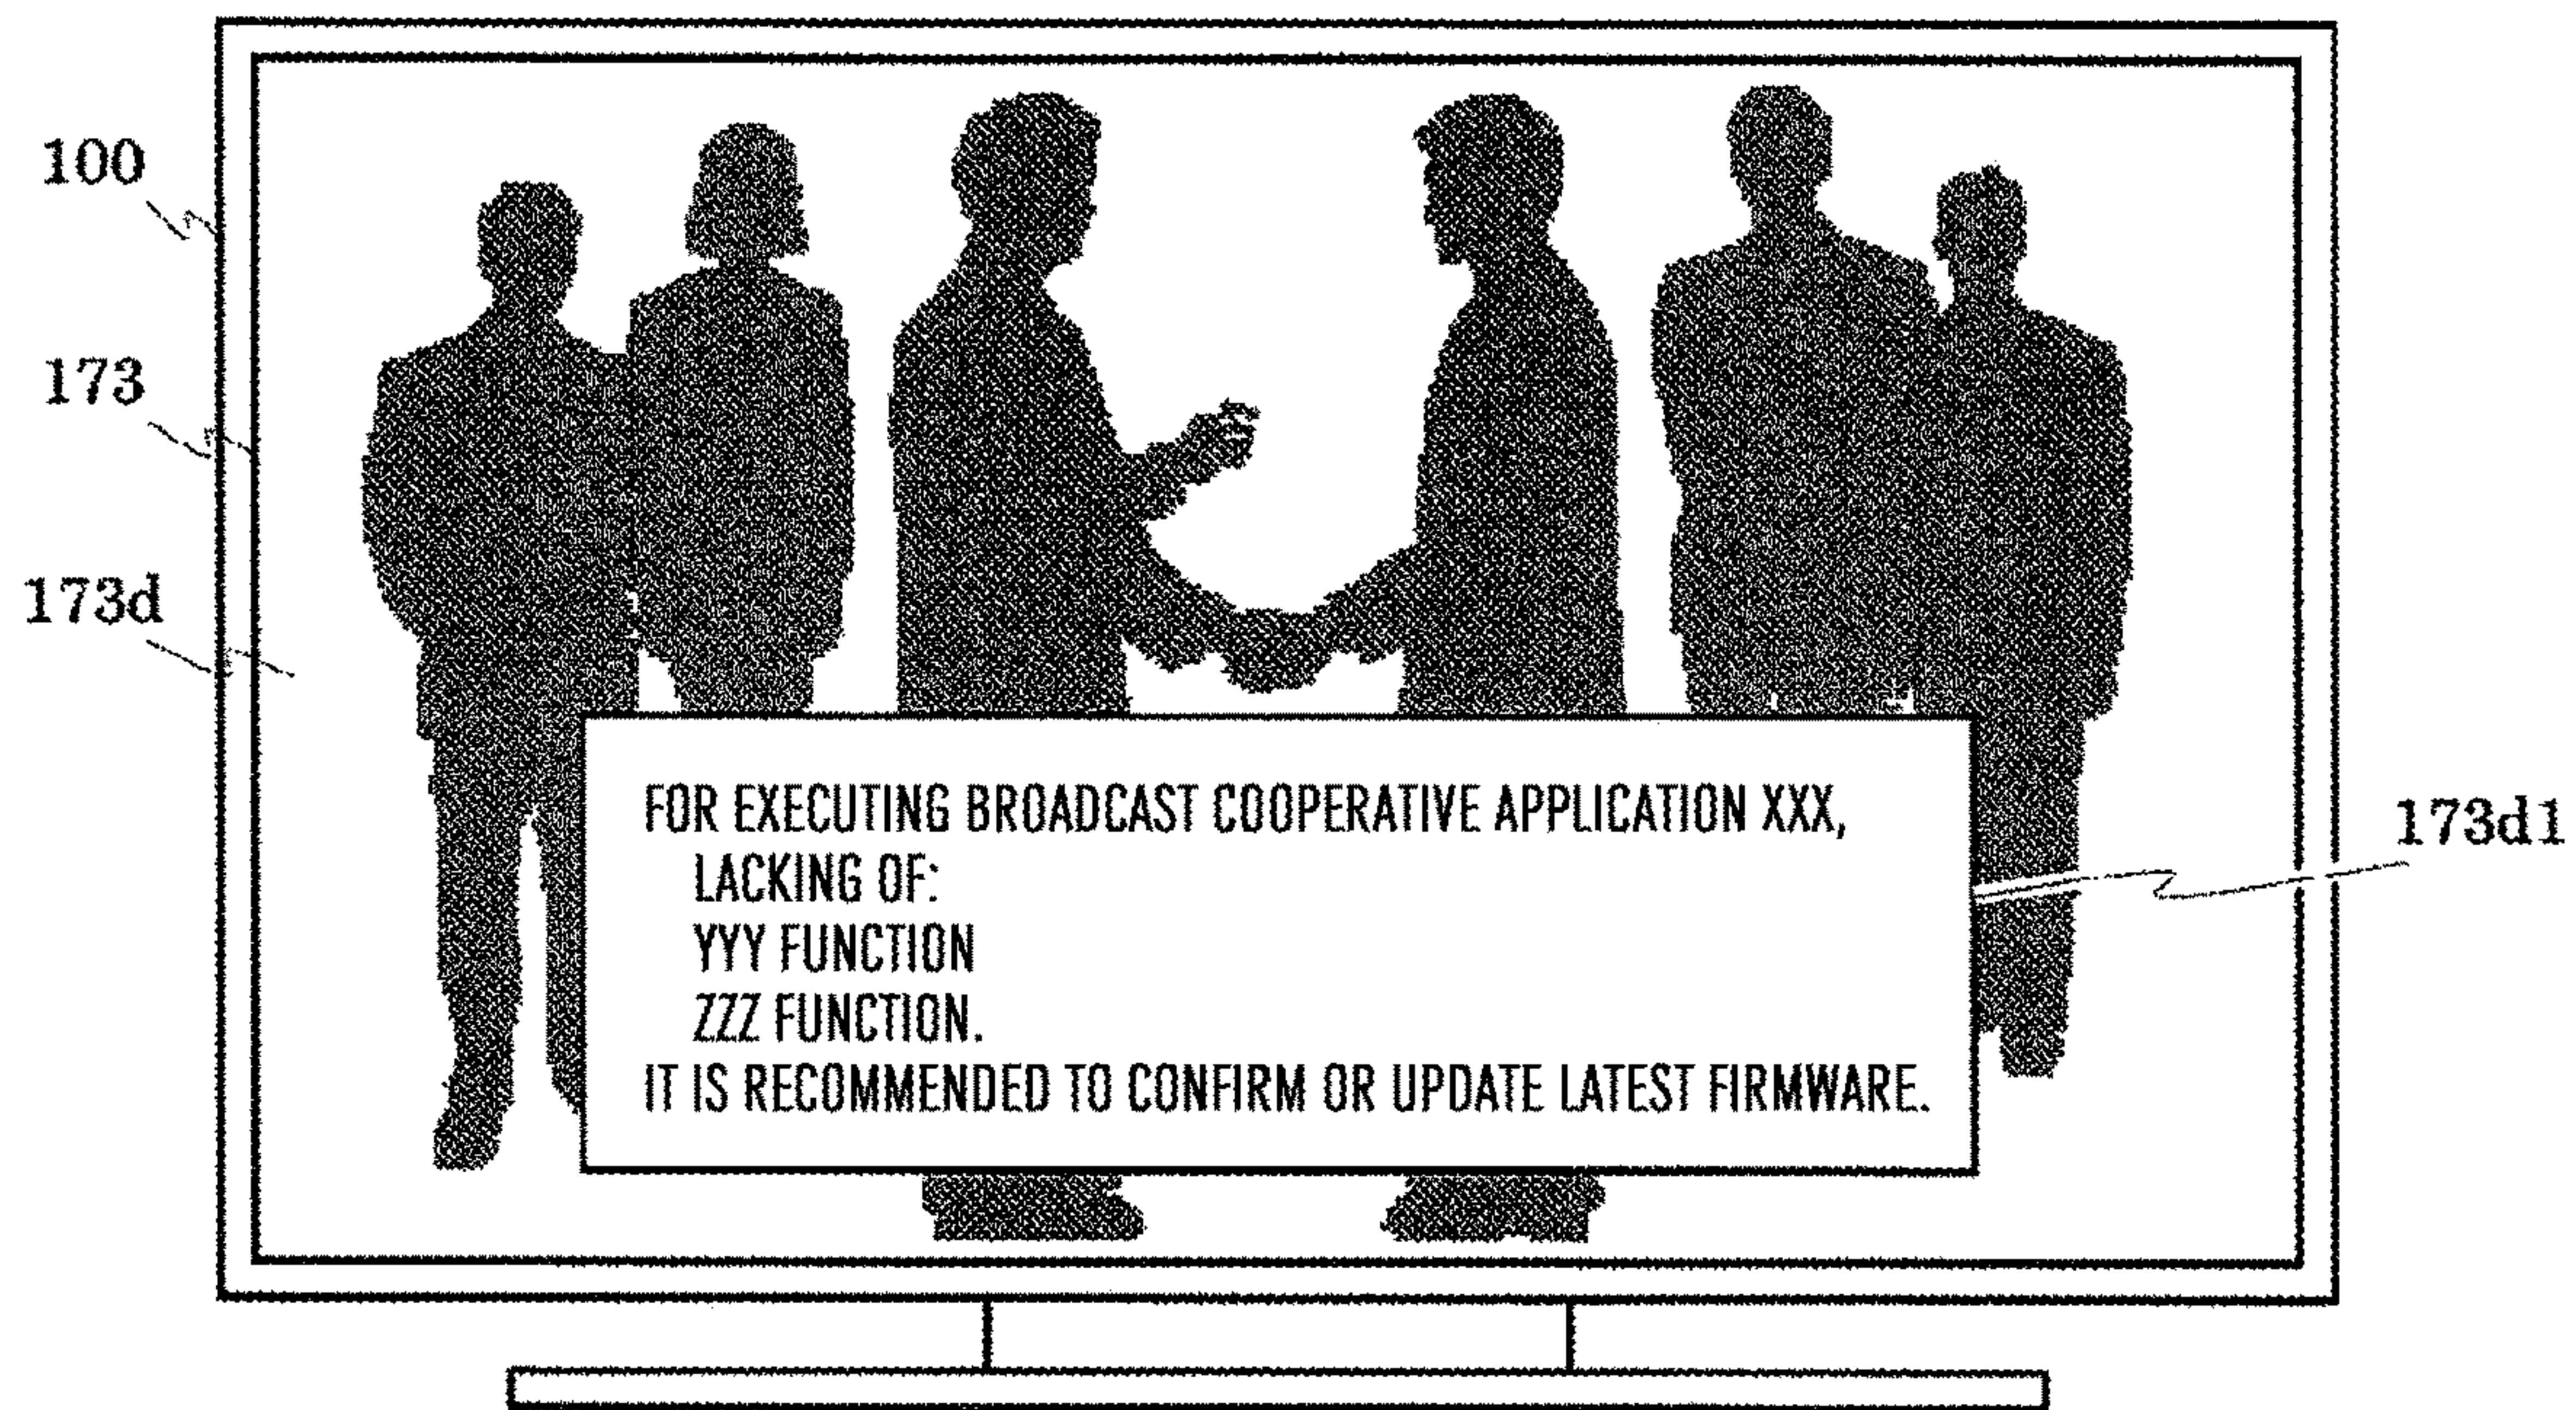 100
173
173d
FOR EXECUTING BROADCAST COOPERATIVE APPLICATION XXX,
LACKING OF:
YYY FUNCTION
ZZZ FUNCTION.
IT IS RECOMMENDED TO CONFIRM OR UPDATE LATEST FIRMWARE.
173d1